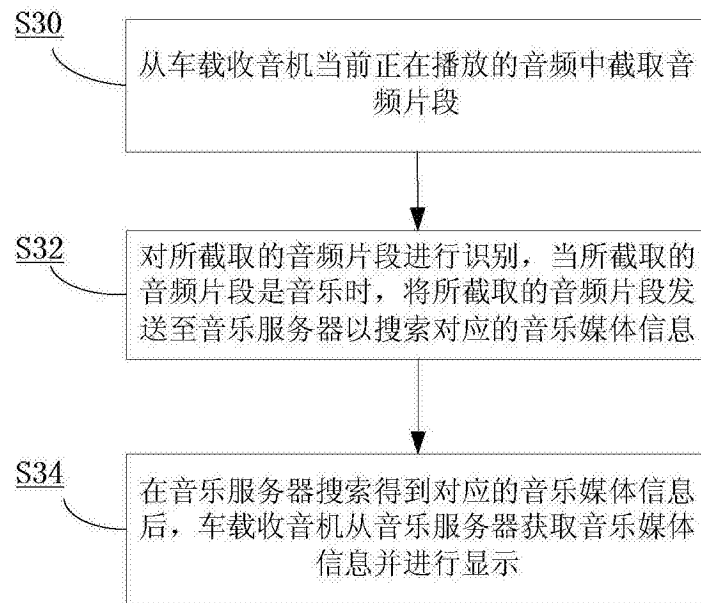 S30
从车载收音机当前正在播放的音频中截取音
频片段
S32
对所截取的音频片段进行识别，当所截取的
音频片段是音乐时，将所截取的音频片段发
送至音乐服务器以搜索对应的音乐媒体信息
S34
在音乐服务器搜索得到对应的音乐媒体信息
后，车载收音机从音乐服务器获取音乐媒体
信息并进行显示